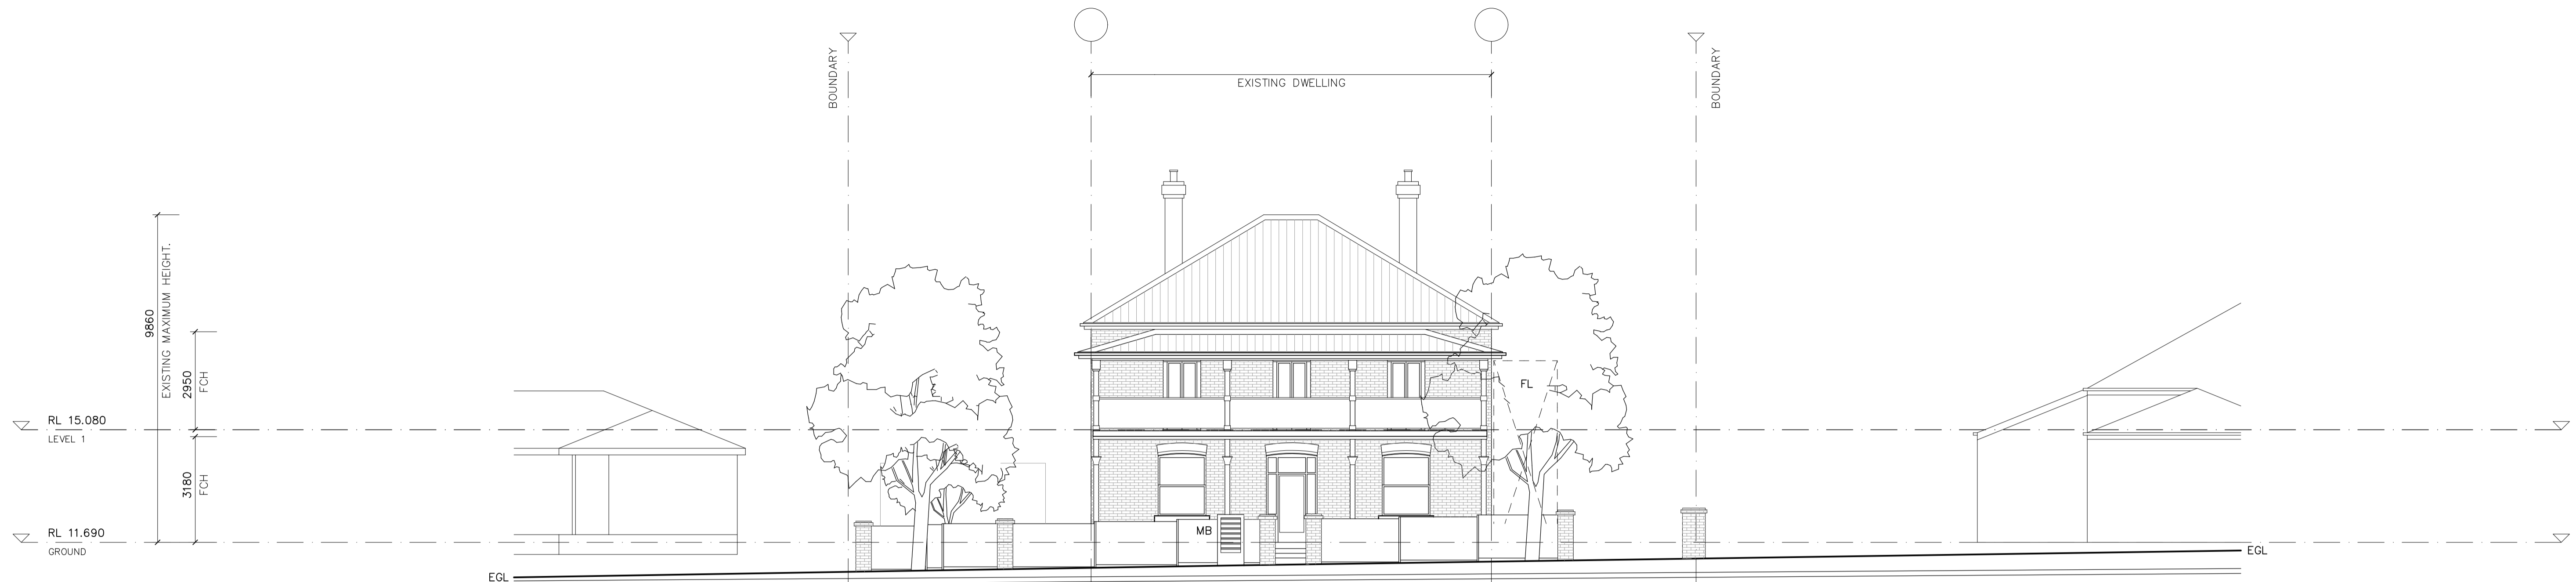 BOUNDARY
EXISTING DWELLING
BOUNDARY
9860
EXISTING MAXIMUM HEIGHT.
2950
FCH
3180
FCH
RL 15.080
LEVEL 1
RL 11.690
GROUND
FL
MB
EGL
EGL